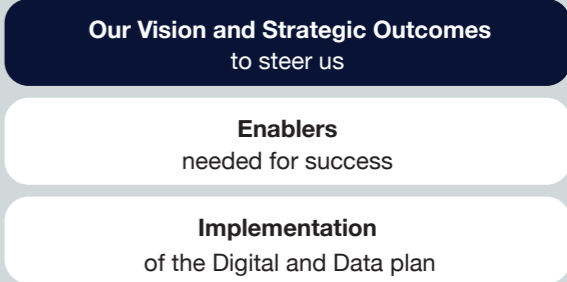 Our Vision and Strategic Outcomes
to steer us
Enablers
needed for success
Implementation
of the Digital and Data plan